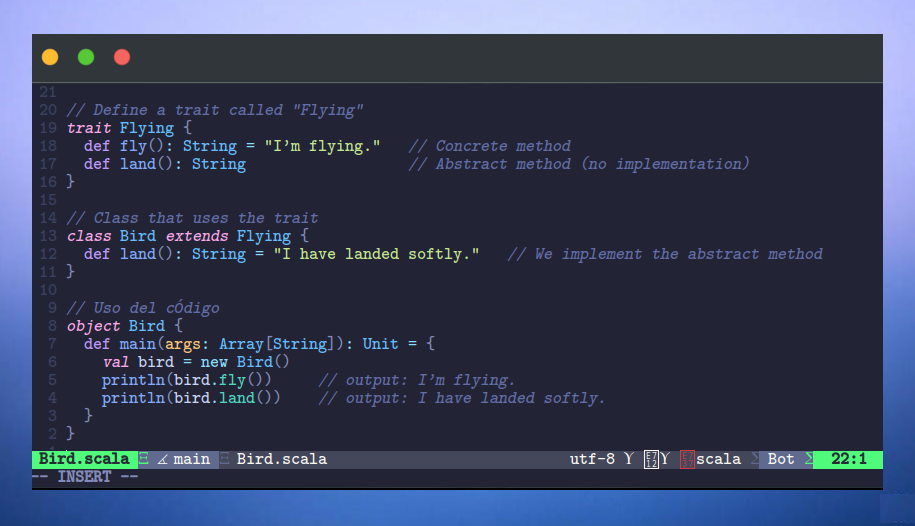 21
20 // Define a trait called "Flying"
19 trait Flying {
18   def fly(): String = "I'm flying."   // Concrete method
17   def land(): String                  // Abstract method (no implementation)
16 }
15
14 // Class that uses the trait
13 class Bird extends Flying {
12   def land(): String = "I have landed softly."   // We implement the abstract method
11 }
10
9 // Uso del cÓdigo
8 object Bird {
7   def main(args: Array[String]): Unit = {
6     val bird = new Bird()
5     println(bird.fly())     // output: I'm flying.
4     println(bird.land())    // output: I have landed softly.
3   }
2 }
Bird.scala Ξ ∡ main Ξ Bird.scala utf-8 Y E712 Y scala Σ Bot Σ 22:1
-- INSERT --